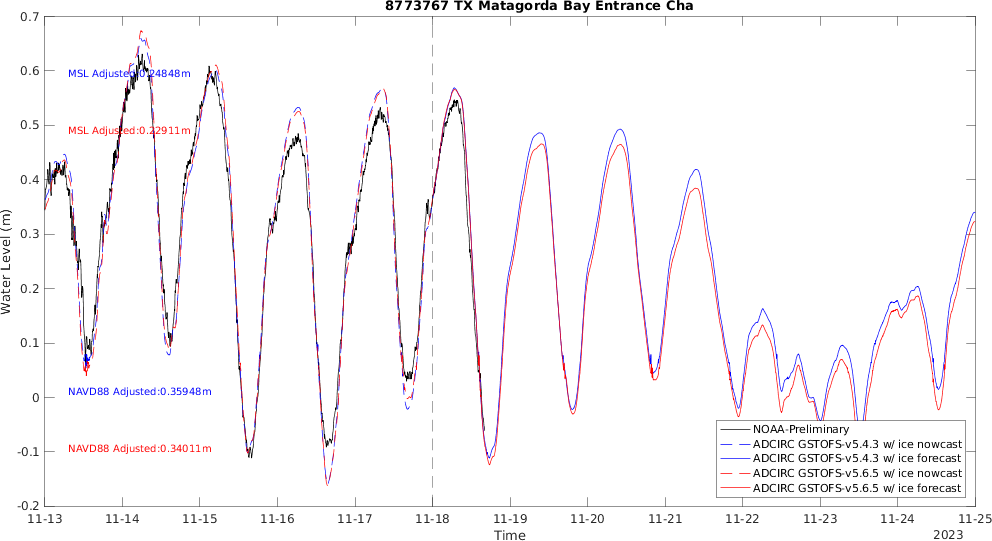 8773767 TX Matagorda Bay Entrance Cha
0.7
0.6
0.5
0.4
0.3
0.2
0.1
0
-0.1
-0.2
Water Level (m)
MSL Adjusted:0.24848m
MSL Adjusted:0.22911m
NAVD88 Adjusted:0.35948m
NAVD88 Adjusted:0.34011m
NOAA-Preliminary
ADCIRC GSTOFS-v5.4.3 w/ ice nowcast
ADCIRC GSTOFS-v5.4.3 w/ ice forecast
ADCIRC GSTOFS-v5.6.5 w/ ice nowcast
ADCIRC GSTOFS-v5.6.5 w/ ice forecast
11-13 11-14 11-15 11-16 11-17 11-18 11-19 11-20 11-21 11-22 11-23 11-24 11-25
Time
2023